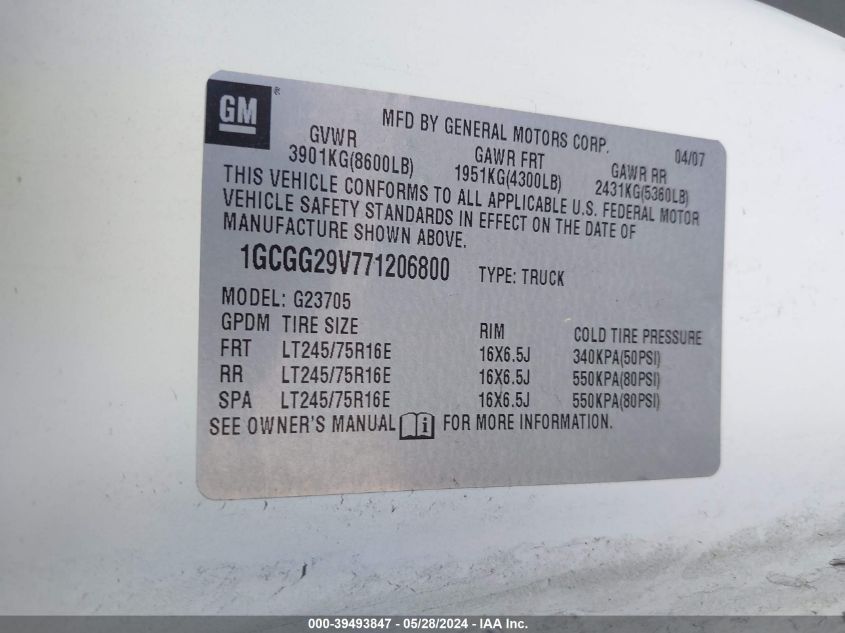 GM ®
MFD BY GENERAL MOTORS CORP. 04/07
GVWR GAWR FRT GAWR RR
3901KG(8600LB) 1951KG(4300LB) 2431KG(5360LB)
THIS VEHICLE CONFORMS TO ALL APPLICABLE U.S. FEDERAL MOTOR
VEHICLE SAFETY STANDARDS IN EFFECT ON THE DATE OF
MANUFACTURE SHOWN ABOVE.
1GCGG29V771206800 TYPE: TRUCK
MODEL: G23705
GPDM TIRE SIZE RIM COLD TIRE PRESSURE
FRT LT245/75R16E 16X6.5J 340KPA(50PSI)
RR LT245/75R16E 16X6.5J 550KPA(80PSI)
SPA LT245/75R16E 16X6.5J 550KPA(80PSI)
SEE OWNER'S MANUAL i FOR MORE INFORMATION.
000-39493847 - 05/28/2024 - IAA Inc.